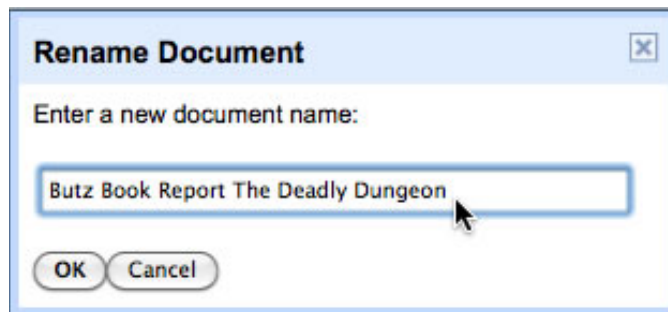 Rename Document
Enter a new document name:
Butz Book Report The Deadly Dungeon
OK Cancel